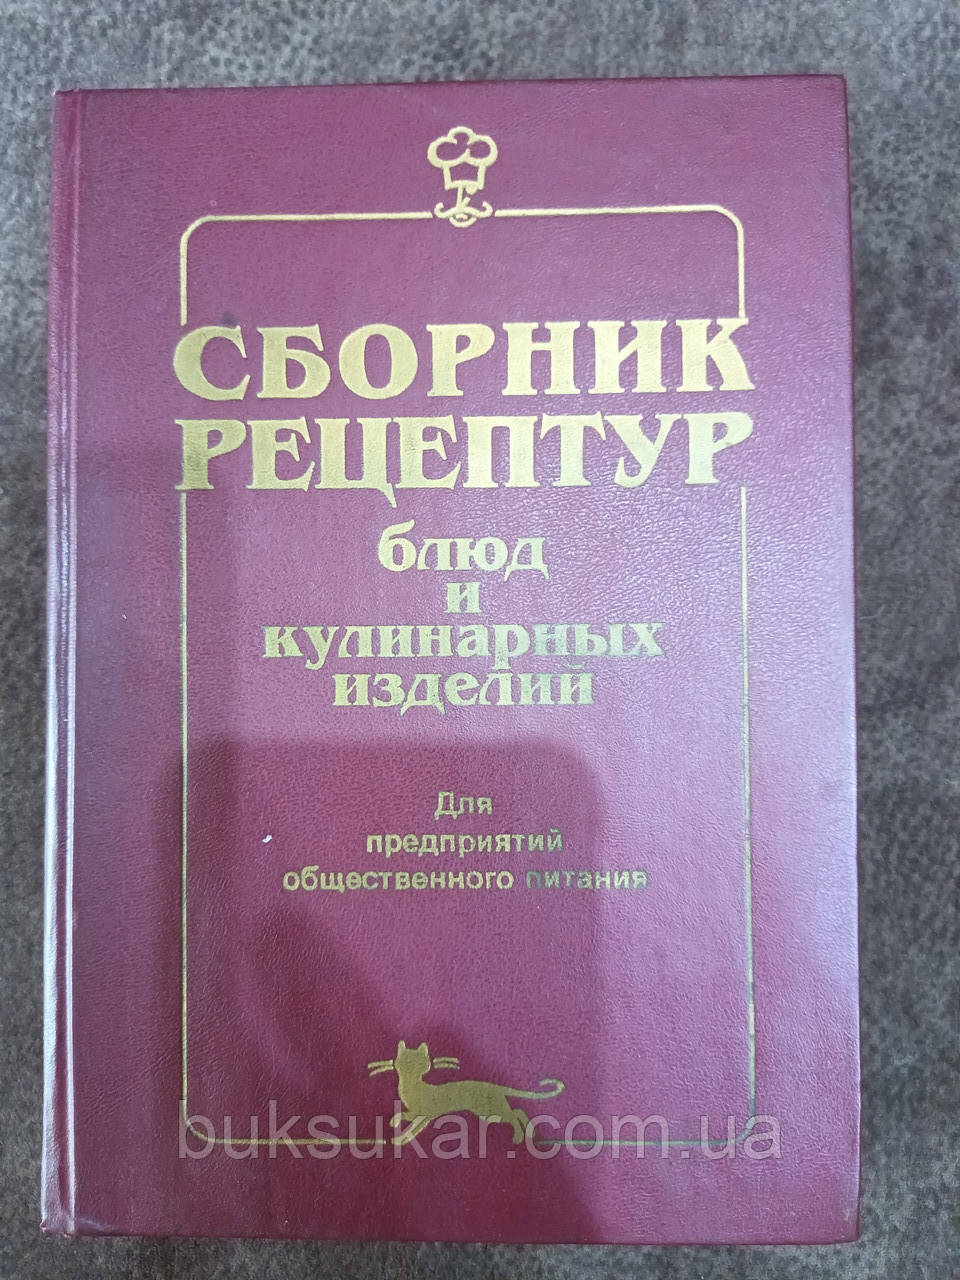 СБОРНИК
РЕЦЕПТУР
блюд
и
кулинарных
изделий
Для
предприятий
общественного питания
buksukar.com.ua